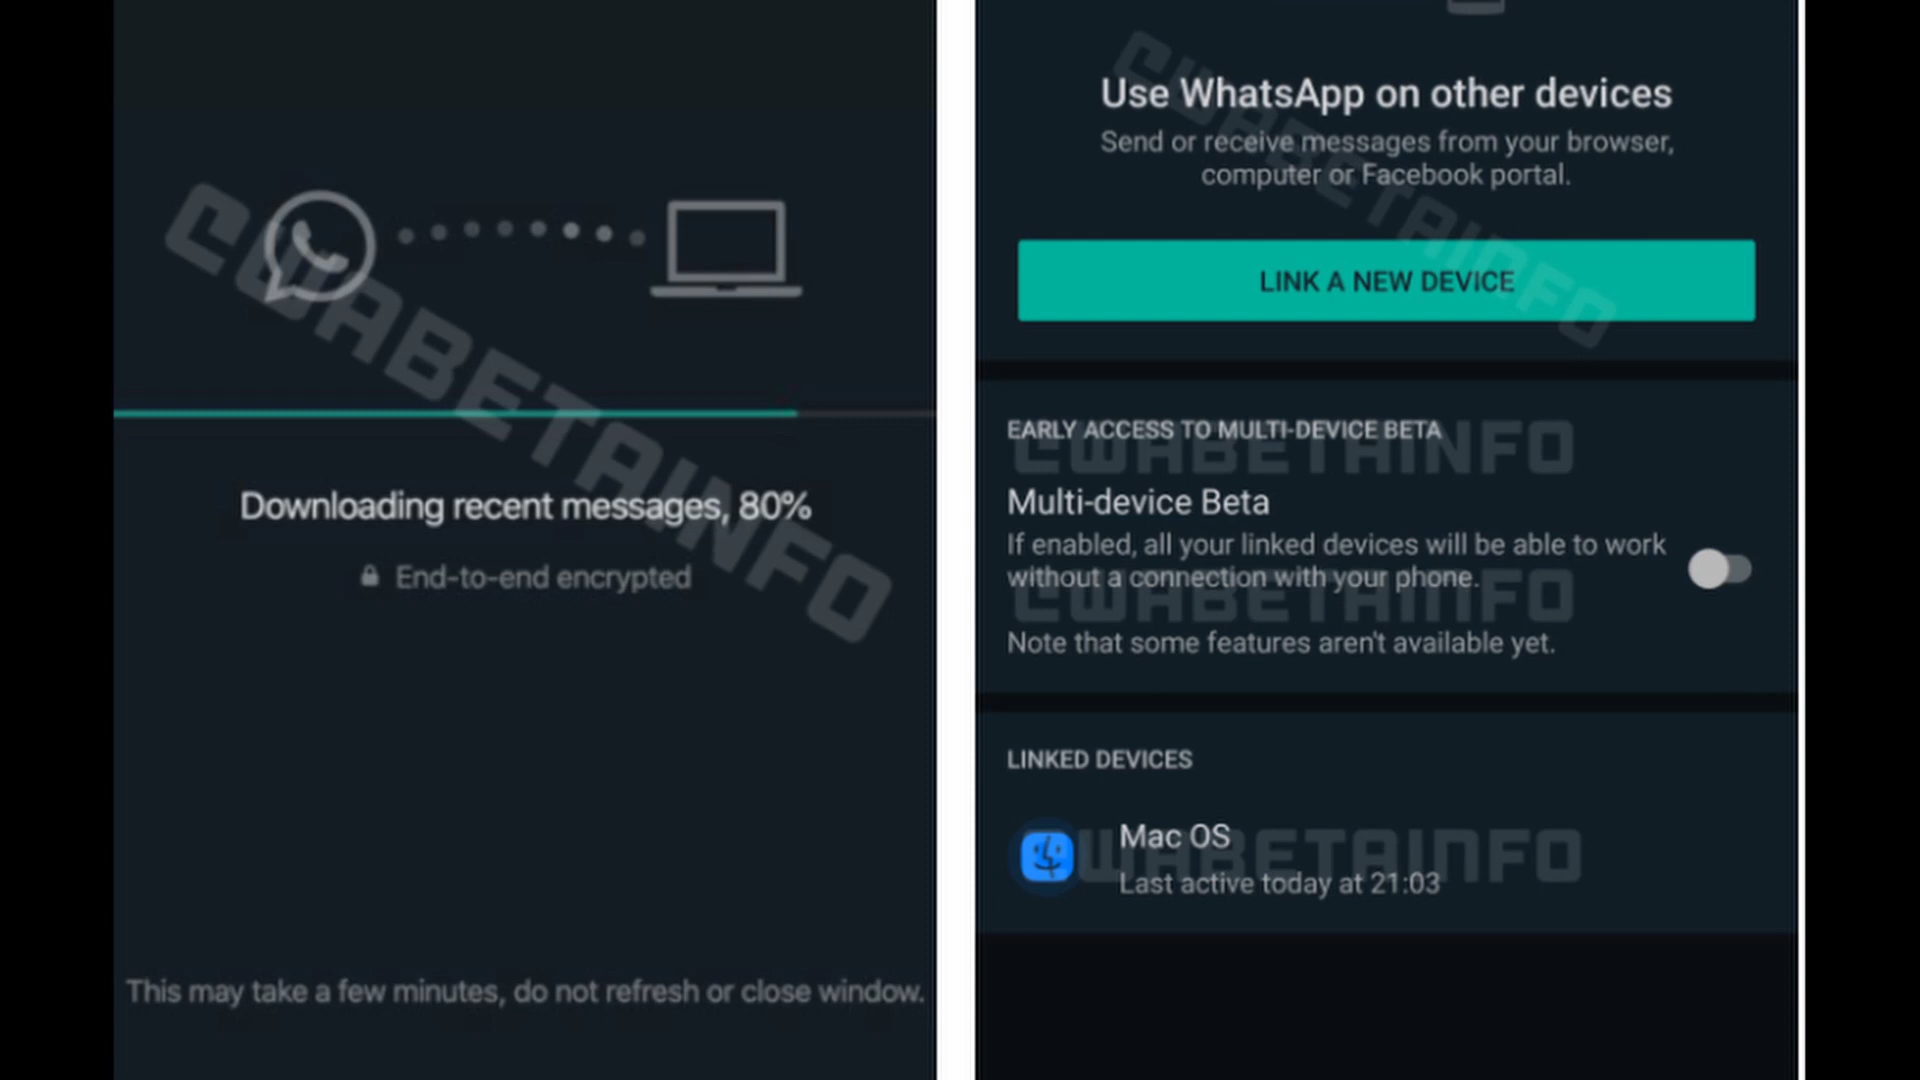 CWABETAINFO
Downloading recent messages, 80%
End-to-end encrypted
This may take a few minutes, do not refresh or close window.
CWABETAINFO
Use WhatsApp on other devices
Send or receive messages from your browser,
computer or Facebook portal.
LINK A NEW DEVICE
EARLY ACCESS TO MULTI-DEVICE BETA
CWABETAINFO
Multi-device Beta
If enabled, all your linked devices will be able to work
without a connection with your phone.
CWABETAINFO
Note that some features aren't available yet.
LINKED DEVICES
Mac OS
CWABETAINFO
Last active today at 21:03